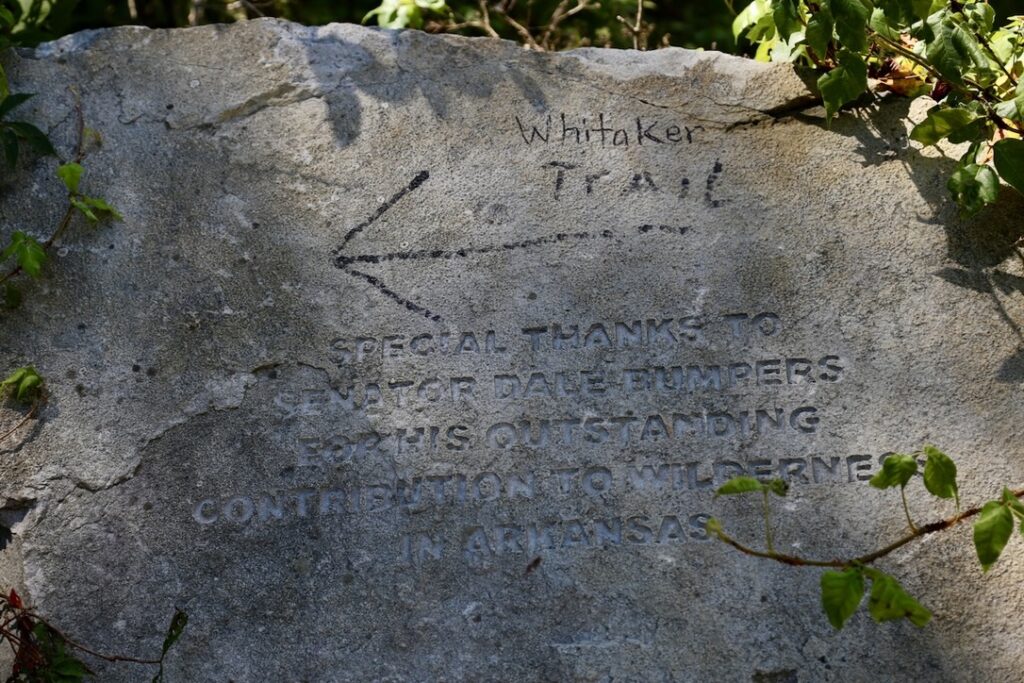 Whitaker
Trail
SPECIAL THANKS TO
SENATOR DALE BUMPERS
FOR HIS OUTSTANDING
CONTRIBUTION TO WILDERNESS
IN ARKANSAS